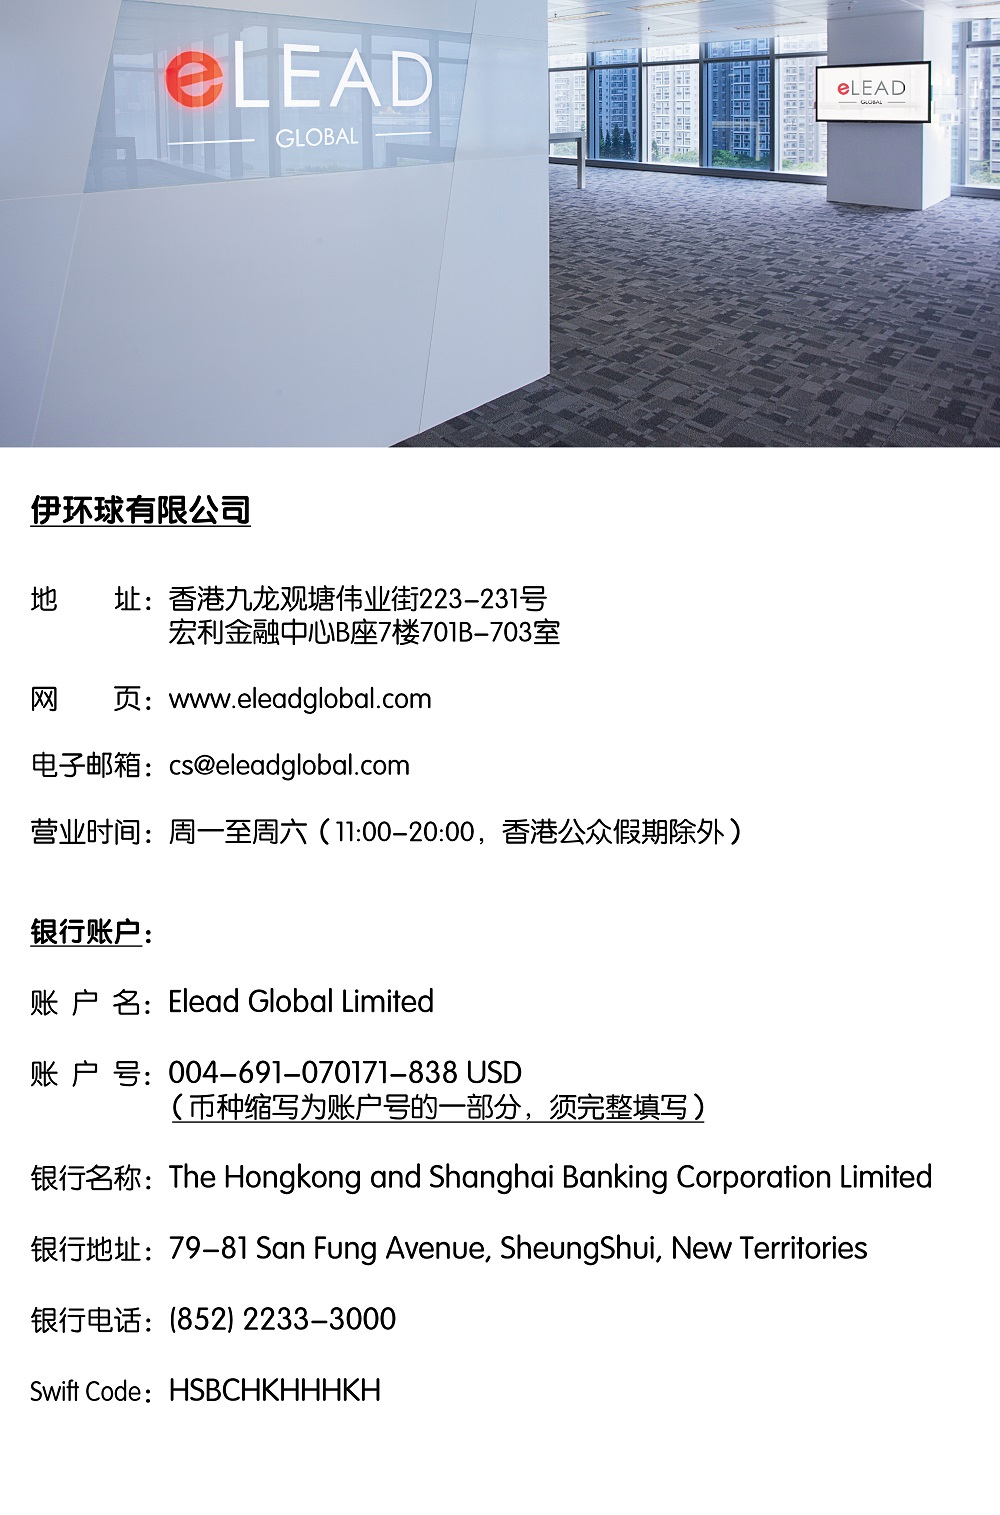 eLEAD
GLOBAL
eLEAD
GLOBAL
伊环球有限公司
地　　址：香港九龙观塘伟业街223-231号
宏利金融中心B座7楼701B-703室
网　　页：www.eleadglobal.com
电子邮箱：cs@eleadglobal.com
营业时间：周一至周六（11:00-20:00，香港公众假期除外）
银行账户：
账 户 名：Elead Global Limited
账 户 号：004-691-070171-838 USD
（币种缩写为账户号的一部分，须完整填写）
银行名称：The Hongkong and Shanghai Banking Corporation Limited
银行地址：79-81 San Fung Avenue, SheungShui, New Territories
银行电话：(852) 2233-3000
Swift Code：HSBCHKHHHKH